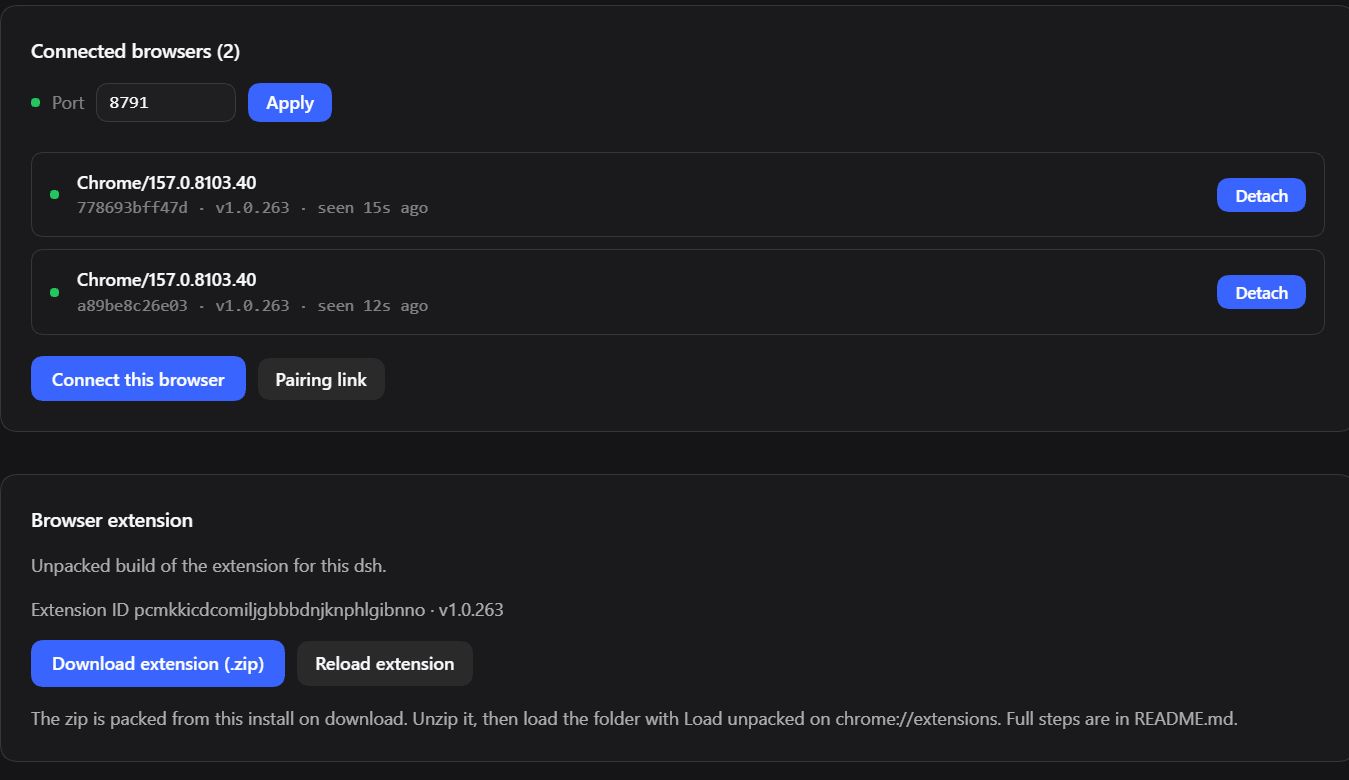 Connected browsers (2)
Port 8791 Apply
Chrome/157.0.8103.40
778693bff47d · v1.0.263 · seen 15s ago
Detach
Chrome/157.0.8103.40
a89be8c26e03 · v1.0.263 · seen 12s ago
Detach
Connect this browser Pairing link
Browser extension
Unpacked build of the extension for this dsh.
Extension ID pcmkkicdcomiljgbbbdnjknphlgibnno · v1.0.263
Download extension (.zip) Reload extension
The zip is packed from this install on download. Unzip it, then load the folder with Load unpacked on chrome://extensions. Full steps are in README.md.